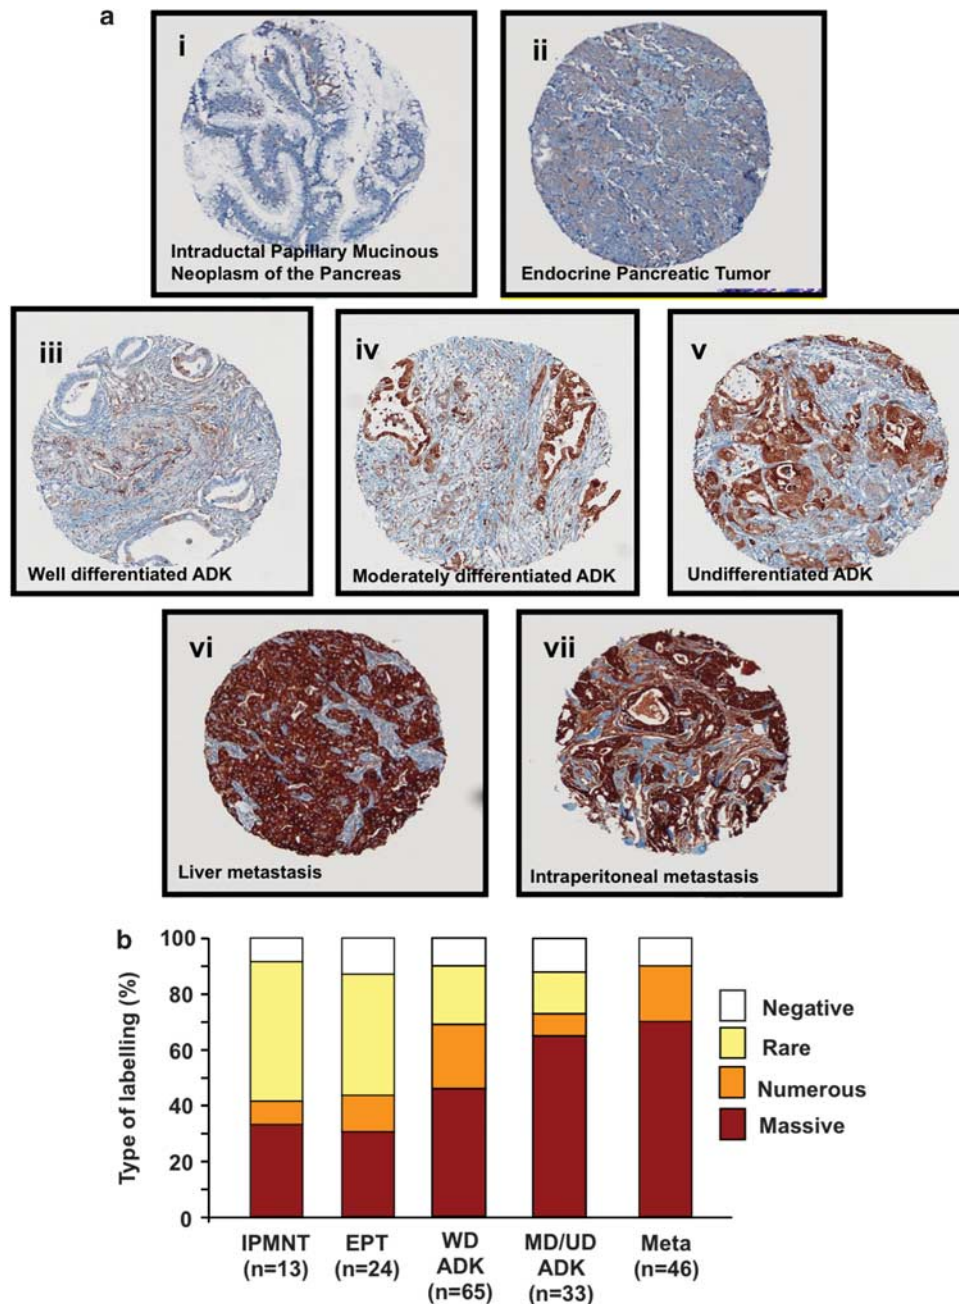 a
i
Intraductal Papillary Mucinous
Neoplasm of the Pancreas
ii
Endocrine Pancreatic Tumor
iii
Well differentiated ADK
iv
Moderately differentiated ADK
v
Undifferentiated ADK
vi
Liver metastasis
vii
Intraperitoneal metastasis
b
Type of labelling (%)
100
80
60
40
20
0
IPMNT
(n=13)
EPT
(n=24)
WD
ADK
(n=65)
MD/UD
ADK
(n=33)
Meta
(n=46)
Negative
Rare
Numerous
Massive